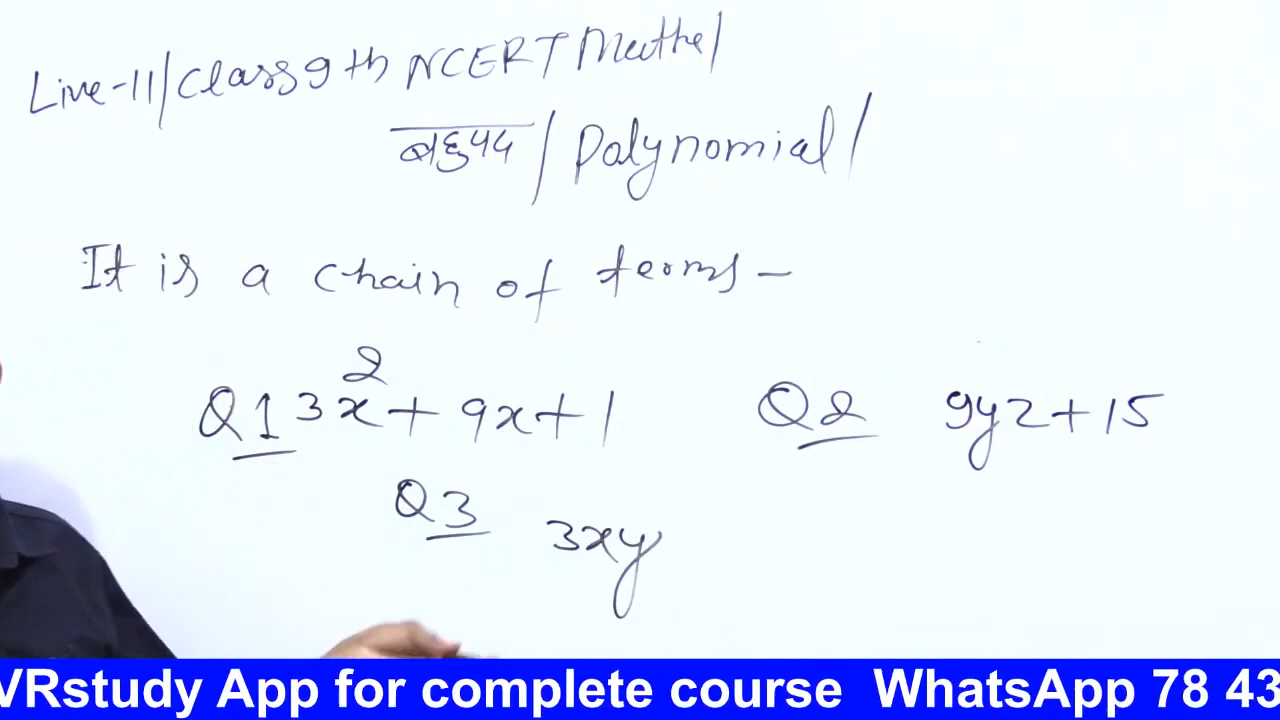 Live-11/Class 9th NCERT Maths/
बहुपद / Polynomial/
It is a chain of terms -
Q1 3x² + 9x + 1
Q2 9yz + 15
Q3 3xy
VRstudy App for complete course WhatsApp 78 43